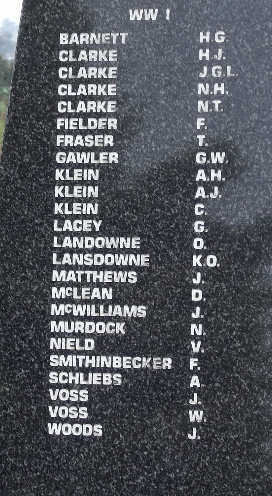 WW I
BARNETT H.G.
CLARKE H.J.
CLARKE J.G.L.
CLARKE N.H.
CLARKE N.T.
FIELDER F.
FRASER T.
GAWLER G.W.
KLEIN A.H.
KLEIN A.J.
KLEIN C.
LACEY G.
LANDOWNE O.
LANSDOWNE K.O.
MATTHEWS J.
McLEAN D.
McWILLIAMS J.
MURDOCK N.
NIELD V.
SMITHINBECKER F.
SCHLIEBS A.
VOSS J.
VOSS W.
WOODS J.